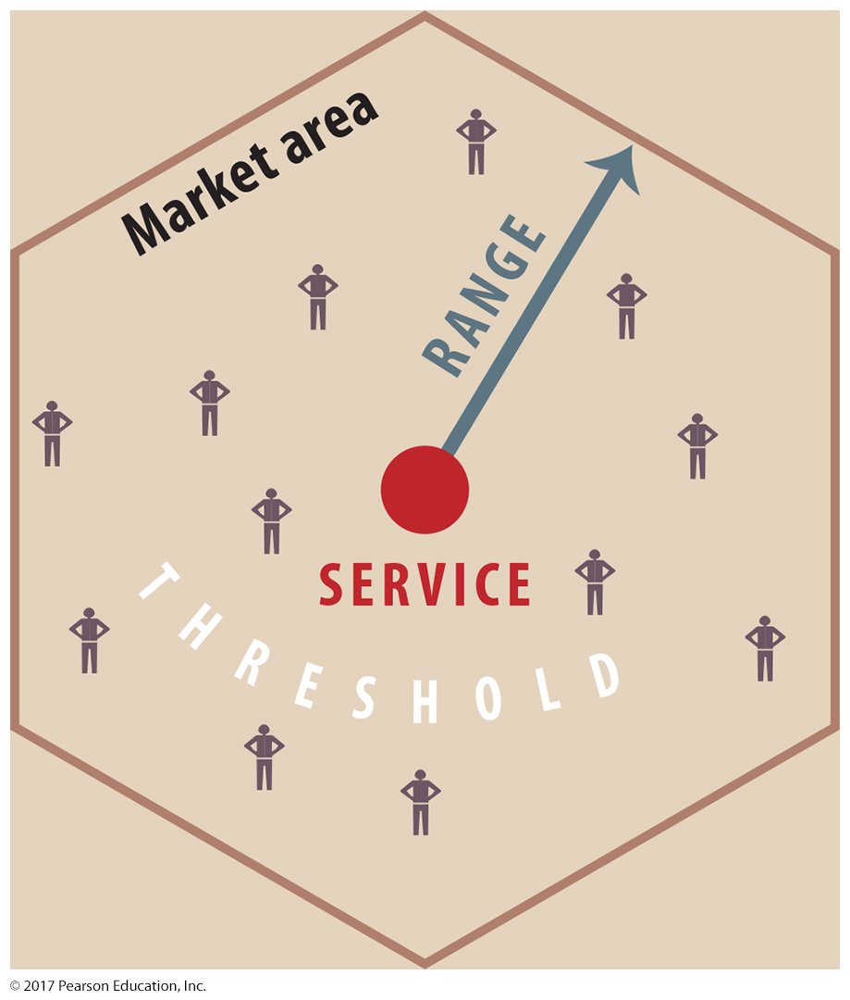 Market area
RANGE
SERVICE
THRESHOLD
© 2017 Pearson Education, Inc.